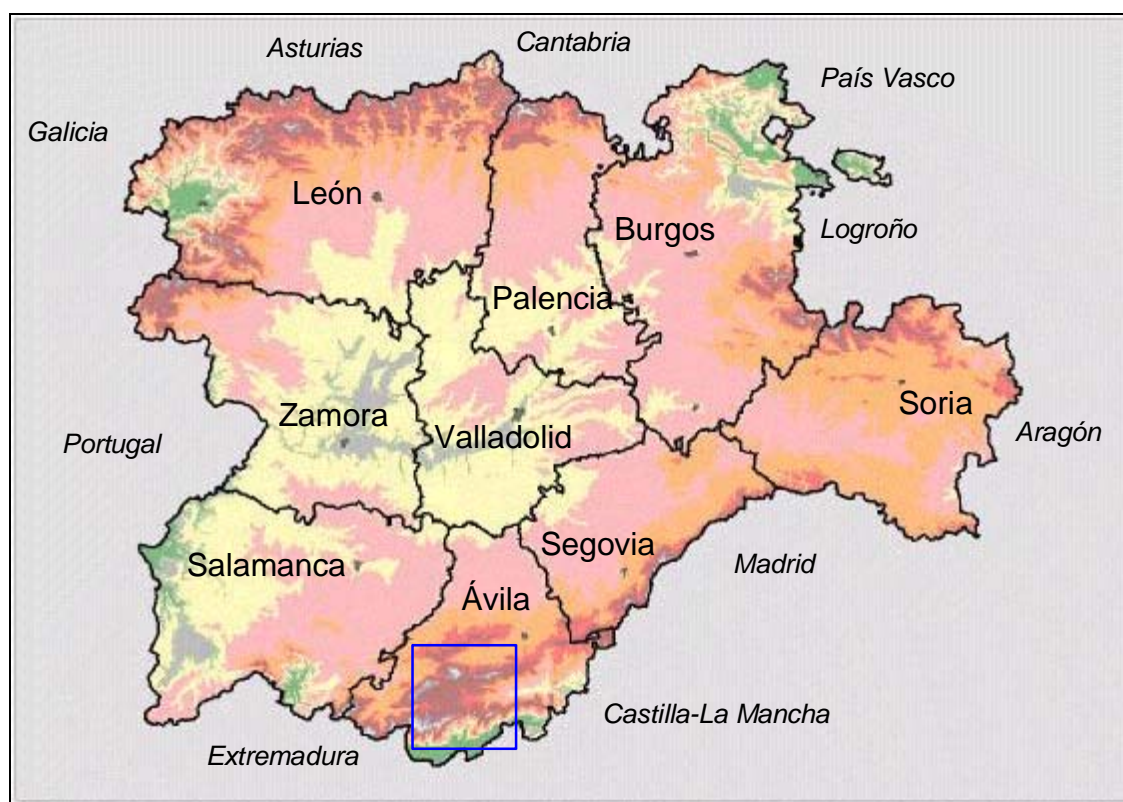 Asturias
Cantabria
País Vasco
Galicia
León
Burgos
Logroño
Palencia
Soria
Zamora
Valladolid
Portugal
Aragón
Segovia
Salamanca
Madrid
Ávila
Castilla-La Mancha
Extremadura